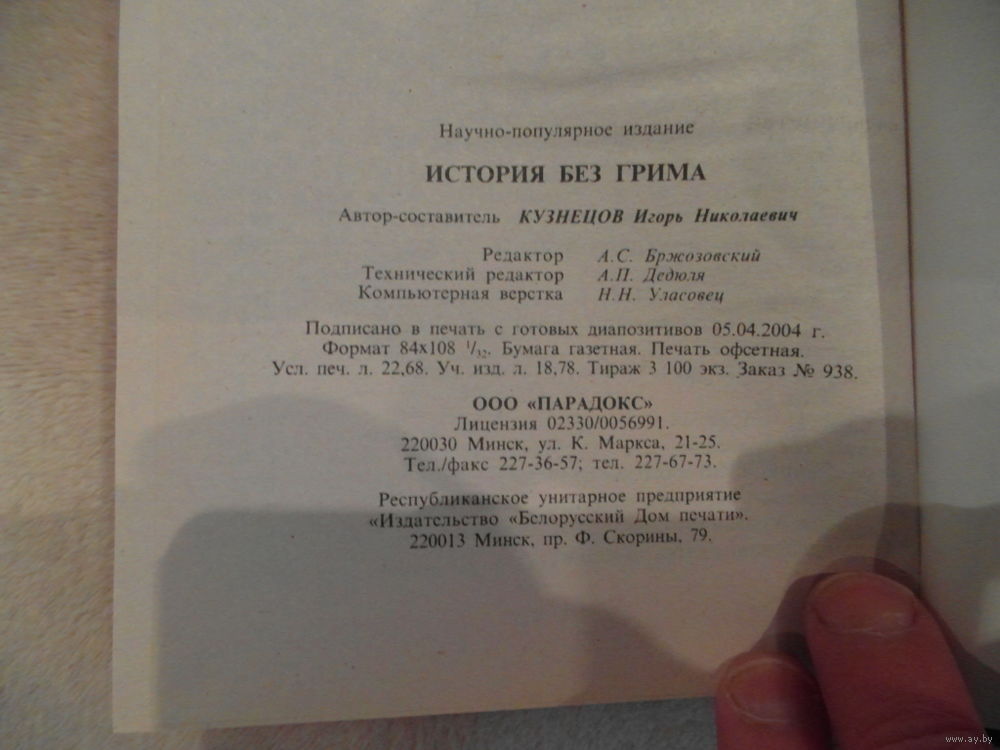 Научно-популярное издание
ИСТОРИЯ БЕЗ ГРИМА
Автор-составитель КУЗНЕЦОВ Игорь Николаевич
Редактор А.С. Бржозовский
Технический редактор А.П. Дедюля
Компьютерная верстка Н.Н. Уласовец
Подписано в печать с готовых диапозитивов 05.04.2004 г.
Формат 84х108 1/32. Бумага газетная. Печать офсетная.
Усл. печ. л. 22,68. Уч. изд. л. 18,78. Тираж 3 100 экз. Заказ № 938.
ООО «ПАРАДОКС»
Лицензия 02330/0056991.
220030 Минск, ул. К. Маркса, 21-25.
Тел./факс 227-36-57; тел. 227-67-73.
Республиканское унитарное предприятие
«Издательство «Белорусский Дом печати».
220013 Минск, пр. Ф. Скорины, 79.
www.ay.by